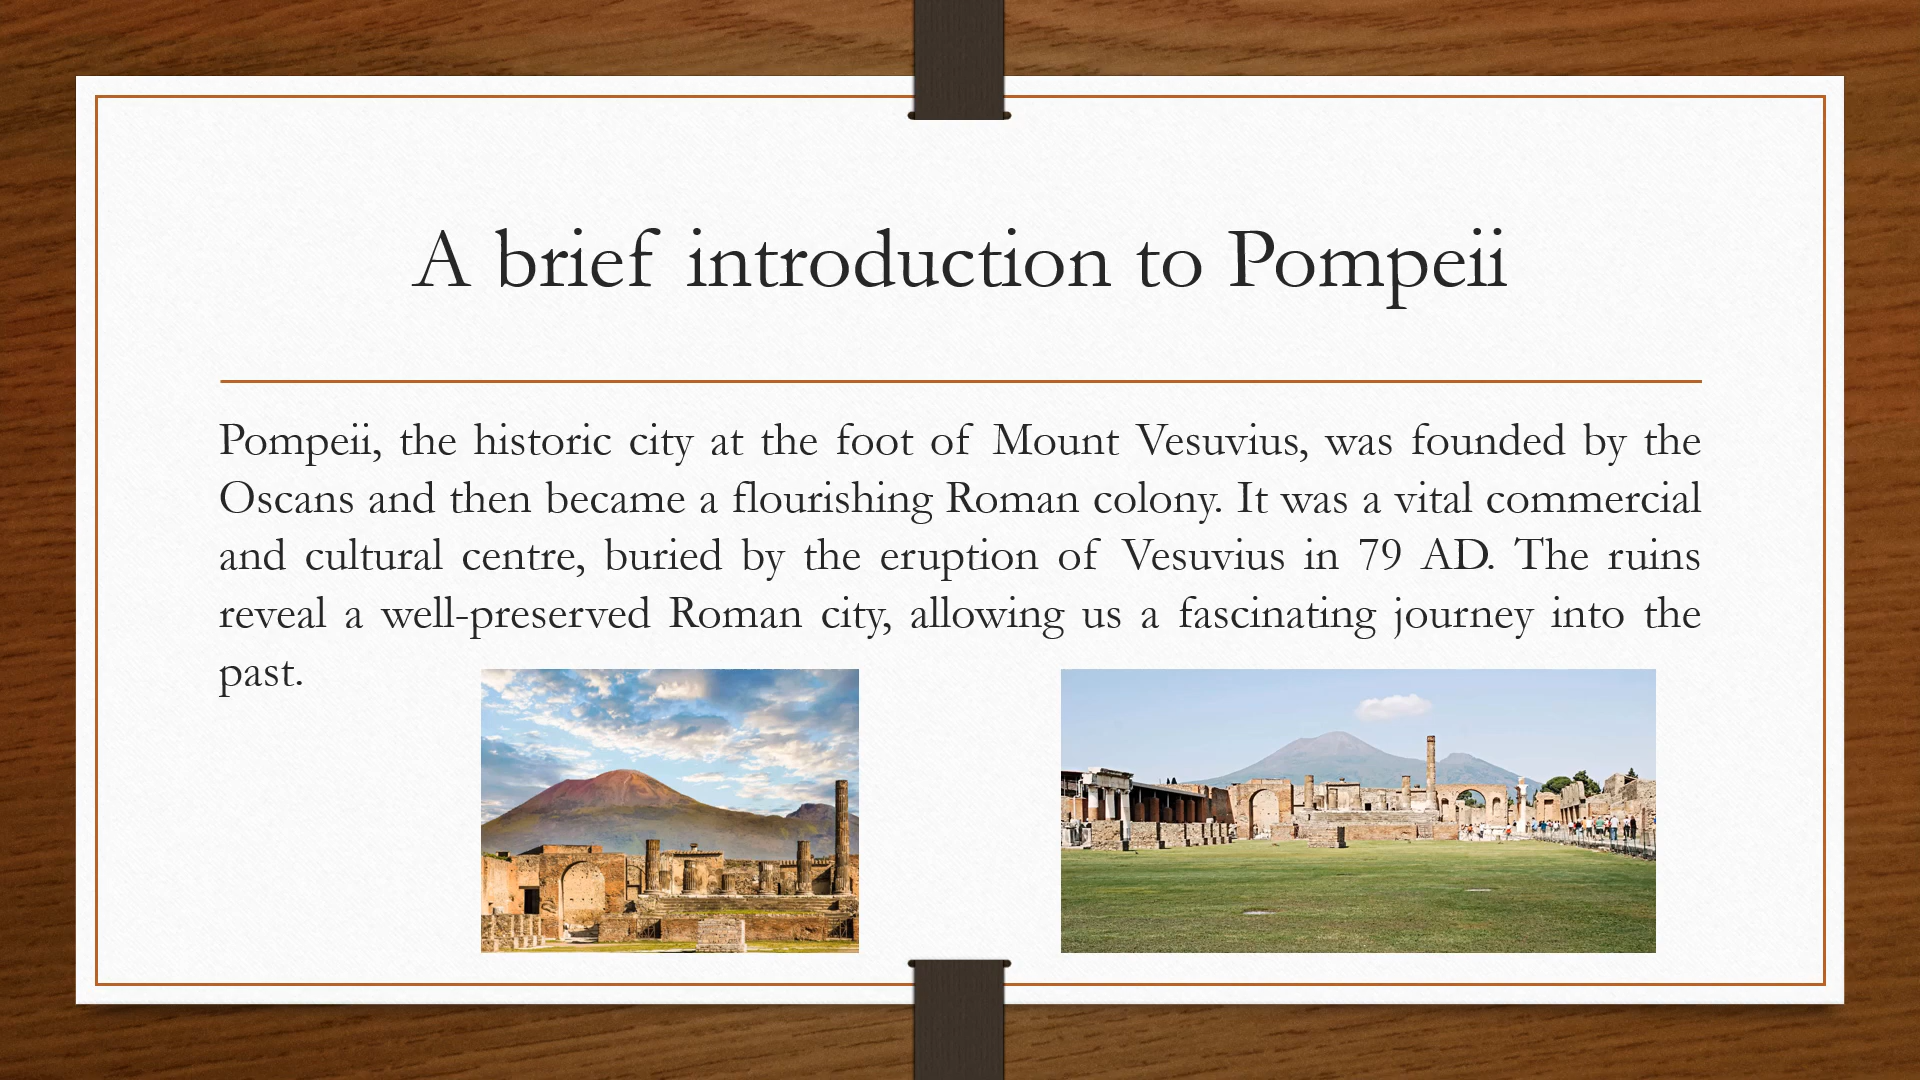 A brief introduction to Pompeii
Pompeii, the historic city at the foot of Mount Vesuvius, was founded by the
Oscans and then became a flourishing Roman colony. It was a vital commercial
and cultural centre, buried by the eruption of Vesuvius in 79 AD. The ruins
reveal a well-preserved Roman city, allowing us a fascinating journey into the
past.